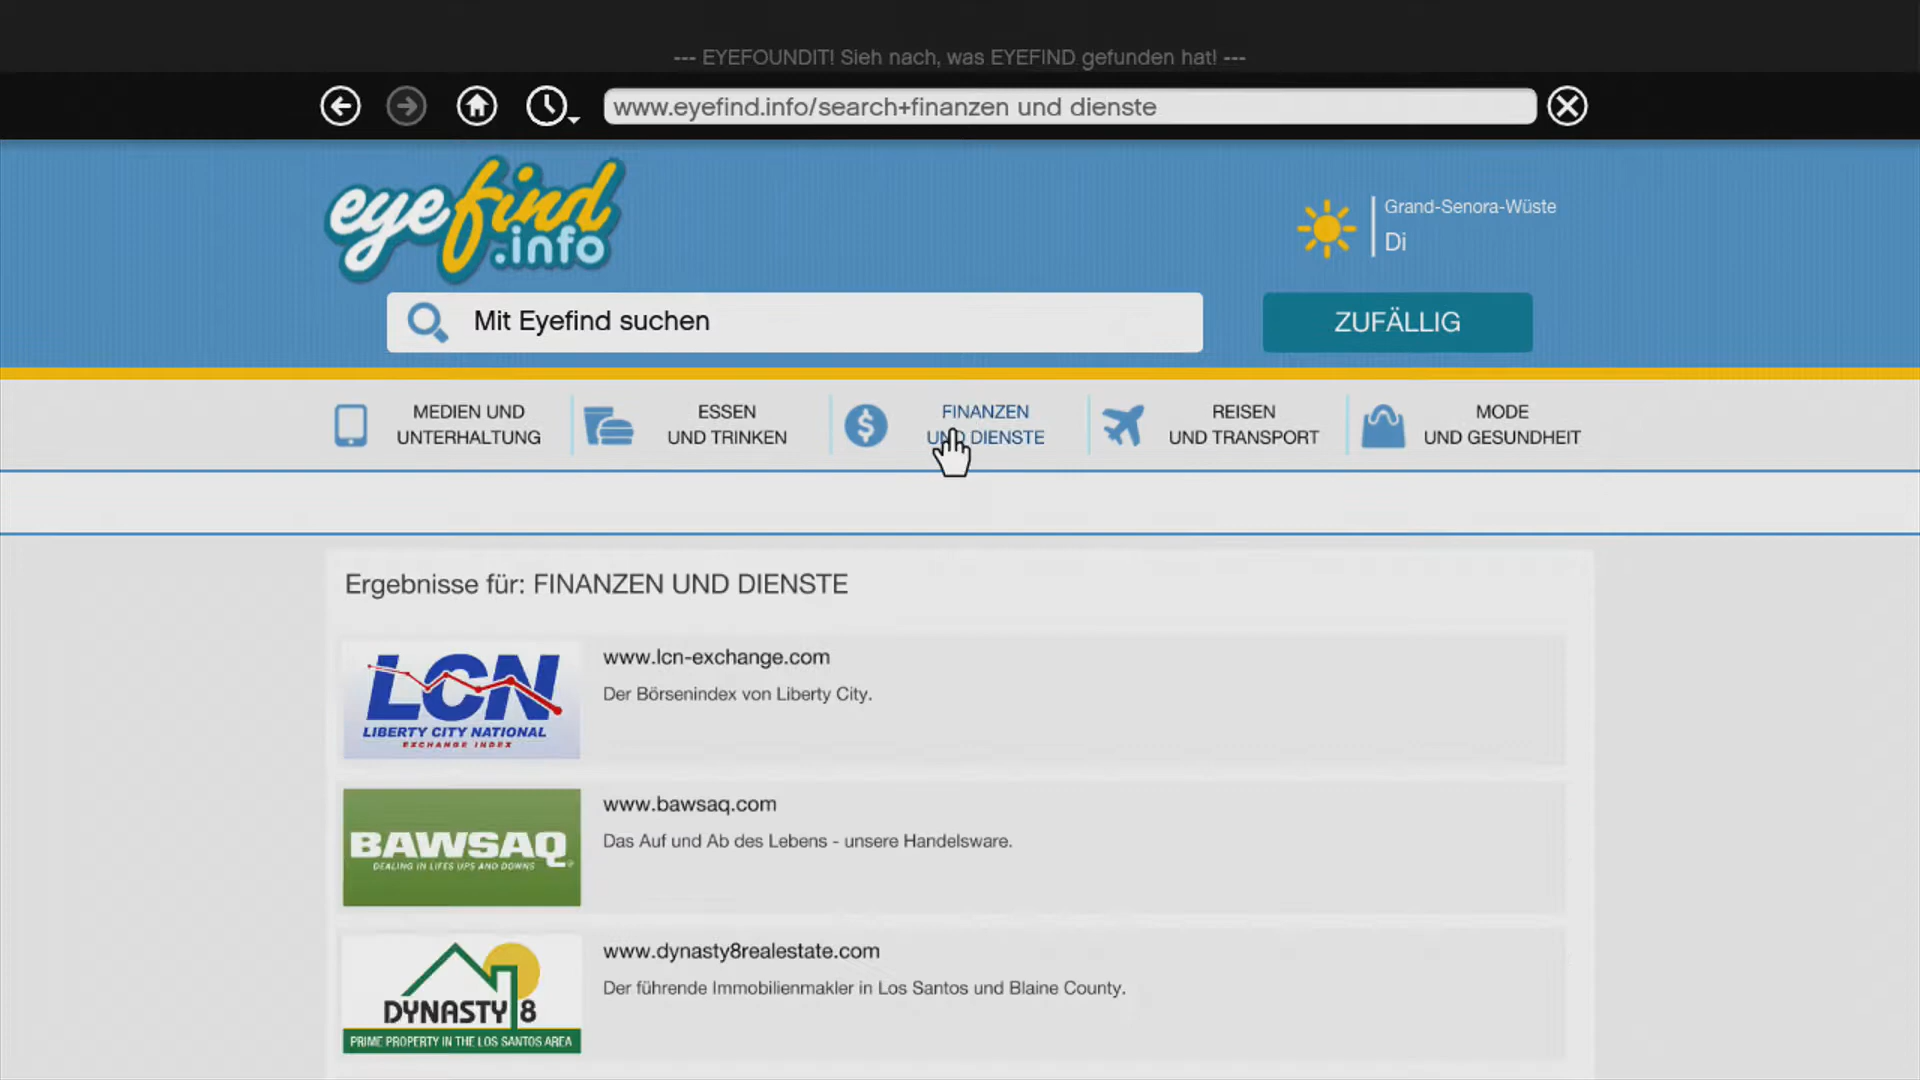 --- EYEFOUNDIT! Sieh nach, was EYEFIND gefunden hat! ---
www.eyefind.info/search+finanzen und dienste
eyefind
.info
Grand-Senora-Wüste
Di
Mit Eyefind suchen
ZUFÄLLIG
MEDIEN UND
UNTERHALTUNG
ESSEN
UND TRINKEN
FINANZEN
UND DIENSTE
REISEN
UND TRANSPORT
MODE
UND GESUNDHEIT
Ergebnisse für: FINANZEN UND DIENSTE
LCN
LIBERTY CITY NATIONAL
EXCHANGE INDEX
www.lcn-exchange.com
Der Börsenindex von Liberty City.
BAWSAQ
DEALING IN LIFES UPS AND DOWNS
www.bawsaq.com
Das Auf und Ab des Lebens - unsere Handelsware.
DYNASTY 8
PRIME PROPERTY IN THE LOS SANTOS AREA
www.dynasty8realestate.com
Der führende Immobilienmakler in Los Santos und Blaine County.